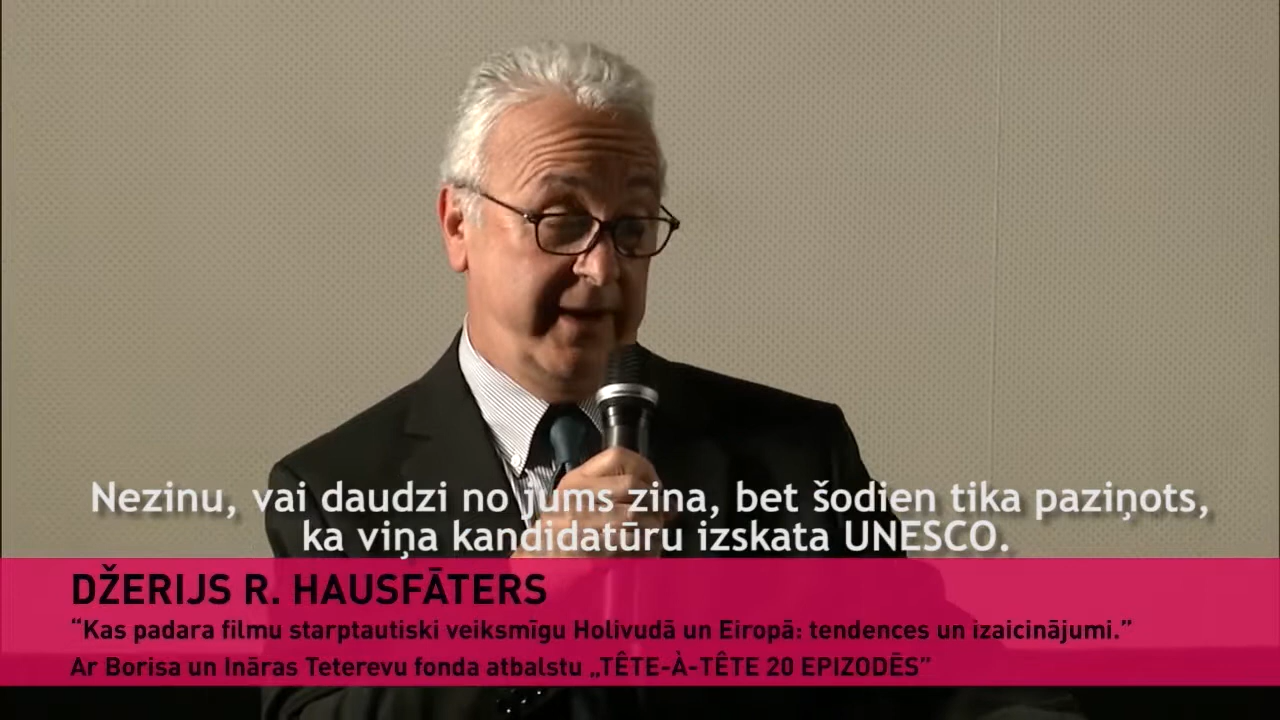 Nezinu, vai daudzi no jums zina, bet šodien tika paziņots,
ka viņa kandidatūru izskata UNESCO.
DŽERIJS R. HAUSFĀTERS
“Kas padara filmu starptautiski veiksmīgu Holivudā un Eiropā: tendences un izaicinājumi.”
Ar Borisa un Ināras Teterevu fonda atbalstu „TÊTE-À-TÊTE 20 EPIZODĒS”